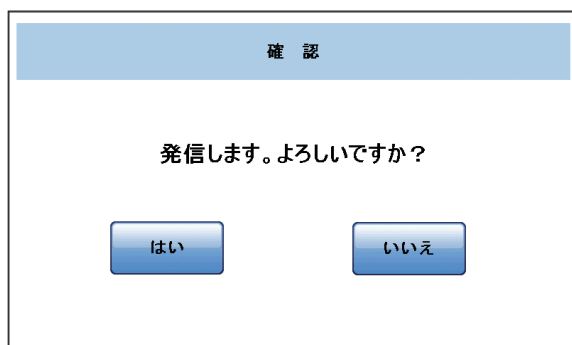 確　認
発信します。よろしいですか？
はい
いいえ